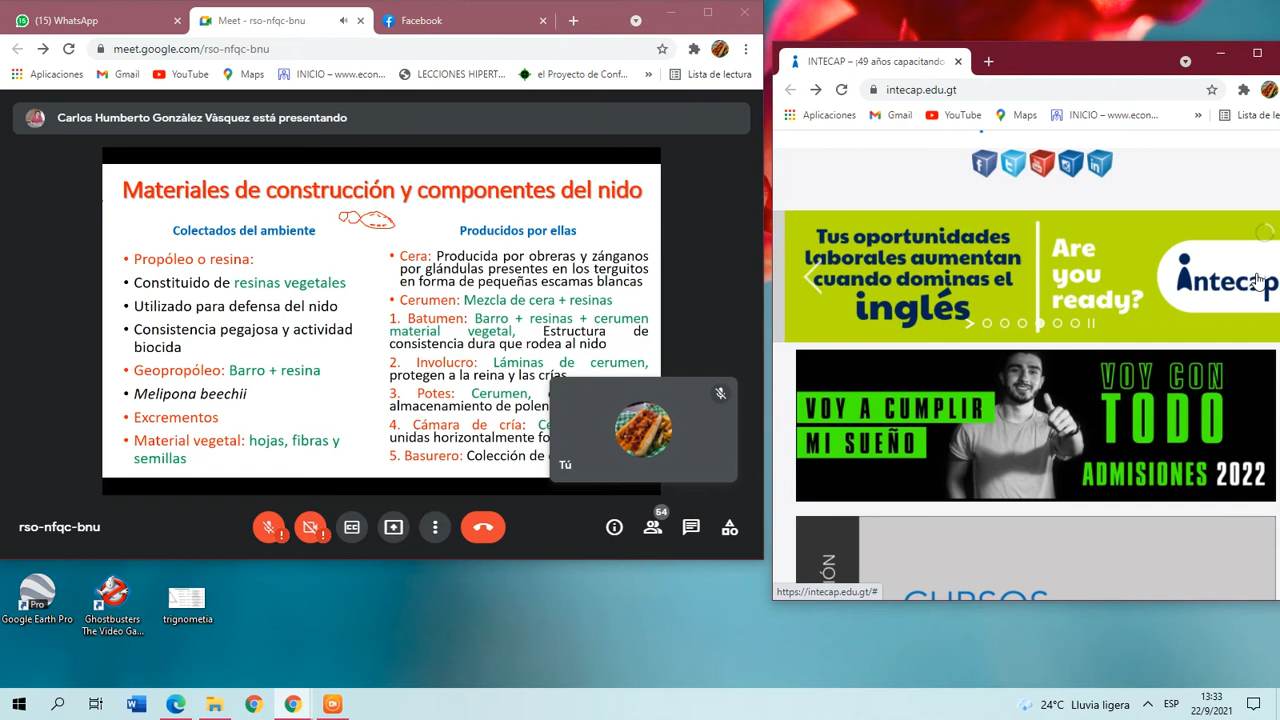 (15) WhatsApp
Meet - rso-nfqc-bnu
Facebook
meet.google.com/rso-nfqc-bnu
Aplicaciones
Gmail
YouTube
Maps
INICIO – www.econ...
LECCIONES HIPERT...
el Proyecto de Conf...
»
Lista de lectura
Carlos Humberto Gonzàlez Vàsquez está presentando
Materiales de construcción y componentes del nido
Colectados del ambiente
• Propóleo o resina:
• Constituido de resinas vegetales
• Utilizado para defensa del nido
• Consistencia pegajosa y actividad
biocida
• Geopropóleo: Barro + resina
• Melipona beechii
• Excrementos
• Material vegetal: hojas, fibras y
semillas
Producidos por ellas
• Cera: Producida por obreras y zánganos
por glándulas presentes en los terguitos
en forma de pequeñas escamas blancas
• Cerumen: Mezcla de cera + resinas
1. Batumen: Barro + resinas + cerumen
material vegetal, Estructura de
consistencia dura que rodea al nido
2. Involucro: Láminas de cerumen,
protegen a la reina y las crías
3. Potes: Cerumen,
almacenamiento de polen
4. Cámara de cría:
unidas horizontalmente
5. Basurero: Colección de
Tú
rso-nfqc-bnu
54
INTECAP – ¡49 años capacitando
intecap.edu.gt
Aplicaciones
Gmail
YouTube
Maps
INICIO – www.econ...
»
Lista de le
Tus oportunidades
laborales aumentan
cuando dominas el
inglés
Are
you
ready?
intecap
VOY A CUMPLIR
MI SUEÑO
VOY CON
TODO
ADMISIONES 2022
CURSOS
https://intecap.edu.gt/#
Google Earth Pro
Ghostbusters
The Video Ga...
trignometia
24°C Lluvia ligera
ESP
13:33
22/9/2021